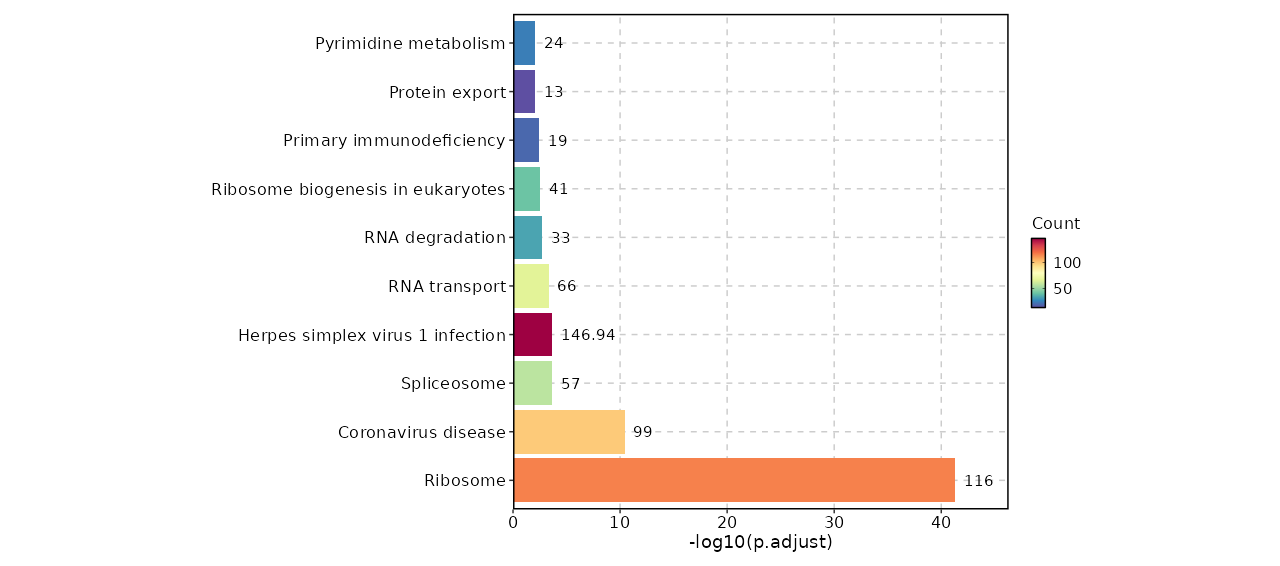 Pyrimidine metabolism 24
Protein export 13
Primary immunodeficiency 19
Ribosome biogenesis in eukaryotes 41
RNA degradation 33
RNA transport 66
Herpes simplex virus 1 infection 146.94
Spliceosome 57
Coronavirus disease 99
Ribosome 116
0 10 20 30 40
-log10(p.adjust)
Count
100
50